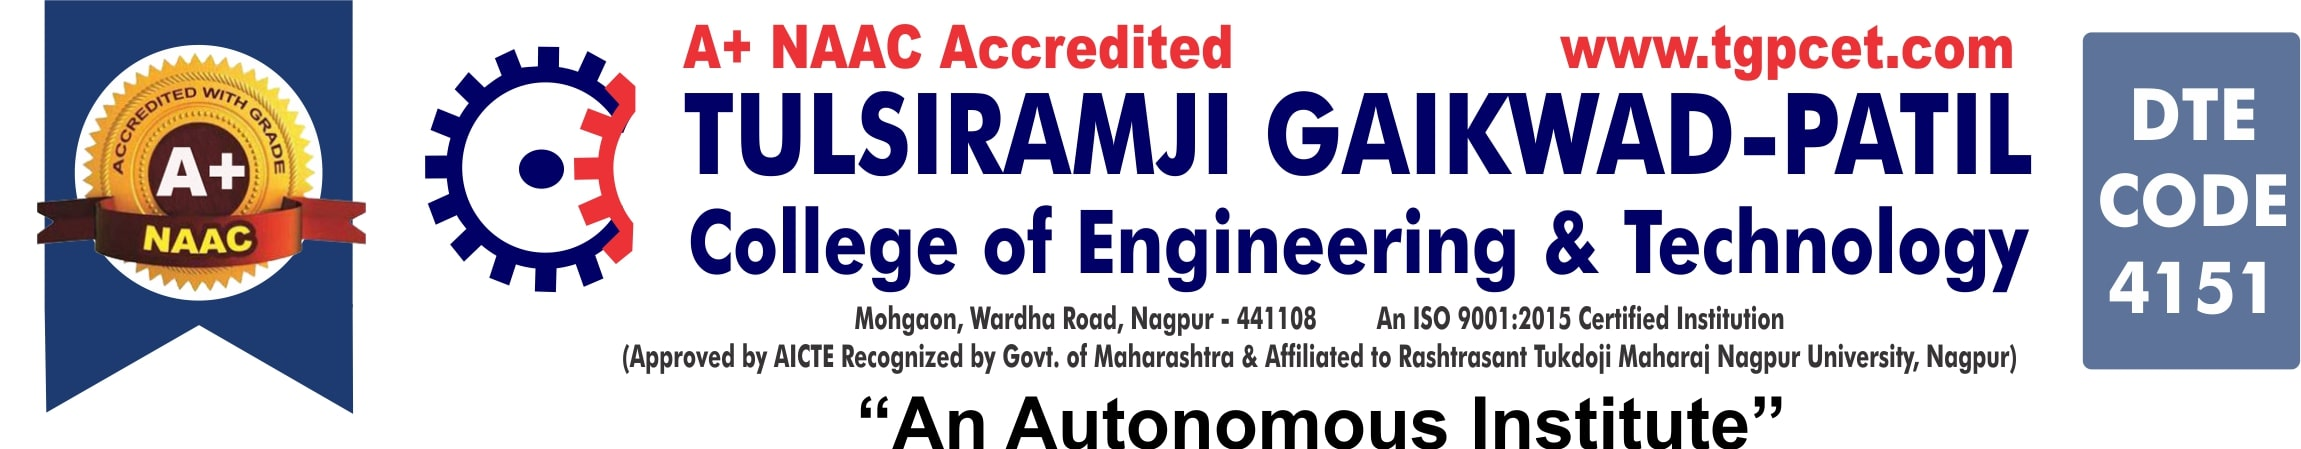 ACCREDITED WITH GRADE
A+
NAAC
A+ NAAC Accredited www.tgpcet.com
TULSIRAMJI GAIKWAD-PATIL
College of Engineering & Technology
Mohgaon, Wardha Road, Nagpur - 441108 An ISO 9001:2015 Certified Institution
(Approved by AICTE Recognized by Govt. of Maharashtra & Affiliated to Rashtrasant Tukdoji Maharaj Nagpur University, Nagpur)
“An Autonomous Institute”
DTE
CODE
4151